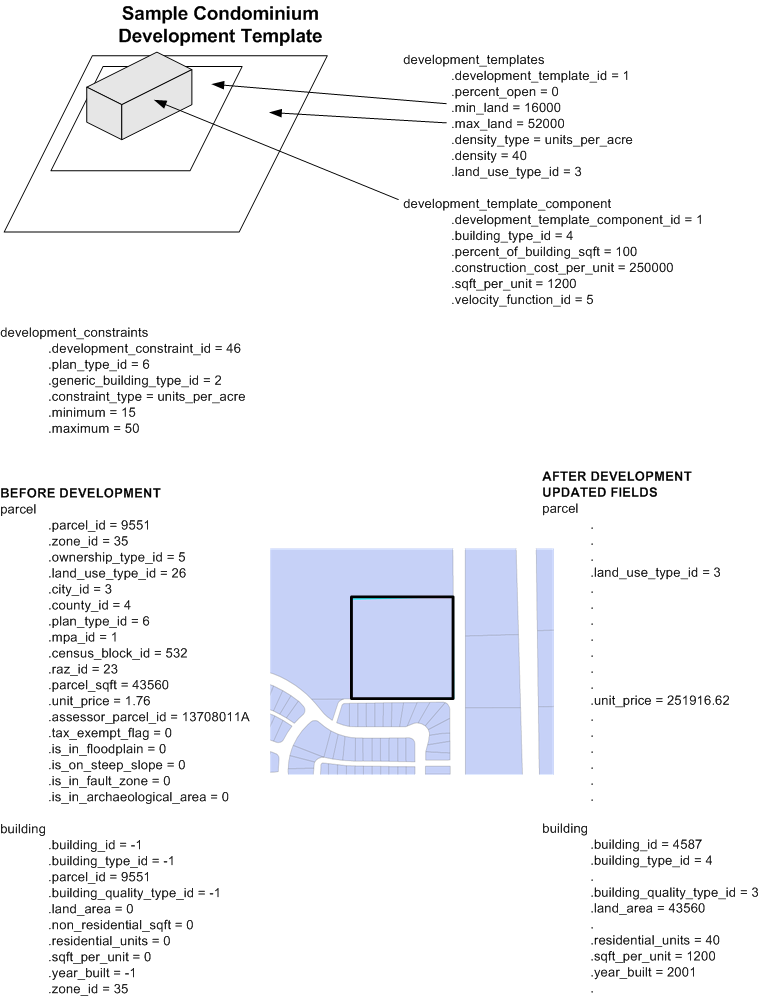 Sample Condominium
Development Template
development_templates
.development_template_id = 1
.percent_open = 0
.min_land = 16000
.max_land = 52000
.density_type = units_per_acre
.density = 40
.land_use_type_id = 3
development_template_component
.development_template_component_id = 1
.building_type_id = 4
.percent_of_building_sqft = 100
.construction_cost_per_unit = 250000
.sqft_per_unit = 1200
.velocity_function_id = 5
development_constraints
.development_constraint_id = 46
.plan_type_id = 6
.generic_building_type_id = 2
.constraint_type = units_per_acre
.minimum = 15
.maximum = 50
BEFORE DEVELOPMENT
parcel
.parcel_id = 9551
.zone_id = 35
.ownership_type_id = 5
.land_use_type_id = 26
.city_id = 3
.county_id = 4
.plan_type_id = 6
.mpa_id = 1
.census_block_id = 532
.raz_id = 23
.parcel_sqft = 43560
.unit_price = 1.76
.assessor_parcel_id = 13708011A
.tax_exempt_flag = 0
.is_in_floodplain = 0
.is_on_steep_slope = 0
.is_in_fault_zone = 0
.is_in_archaeological_area = 0
building
.building_id = -1
.building_type_id = -1
.parcel_id = 9551
.building_quality_type_id = -1
.land_area = 0
.non_residential_sqft = 0
.residential_units = 0
.sqft_per_unit = 0
.year_built = -1
.zone_id = 35
AFTER DEVELOPMENT
UPDATED FIELDS
parcel
.
.
.
.land_use_type_id = 3
.
.
.
.
.
.
.
.unit_price = 251916.62
.
.
.
.
.
.
building
.building_id = 4587
.building_type_id = 4
.
.building_quality_type_id = 3
.land_area = 43560
.
.residential_units = 40
.sqft_per_unit = 1200
.year_built = 2001
.